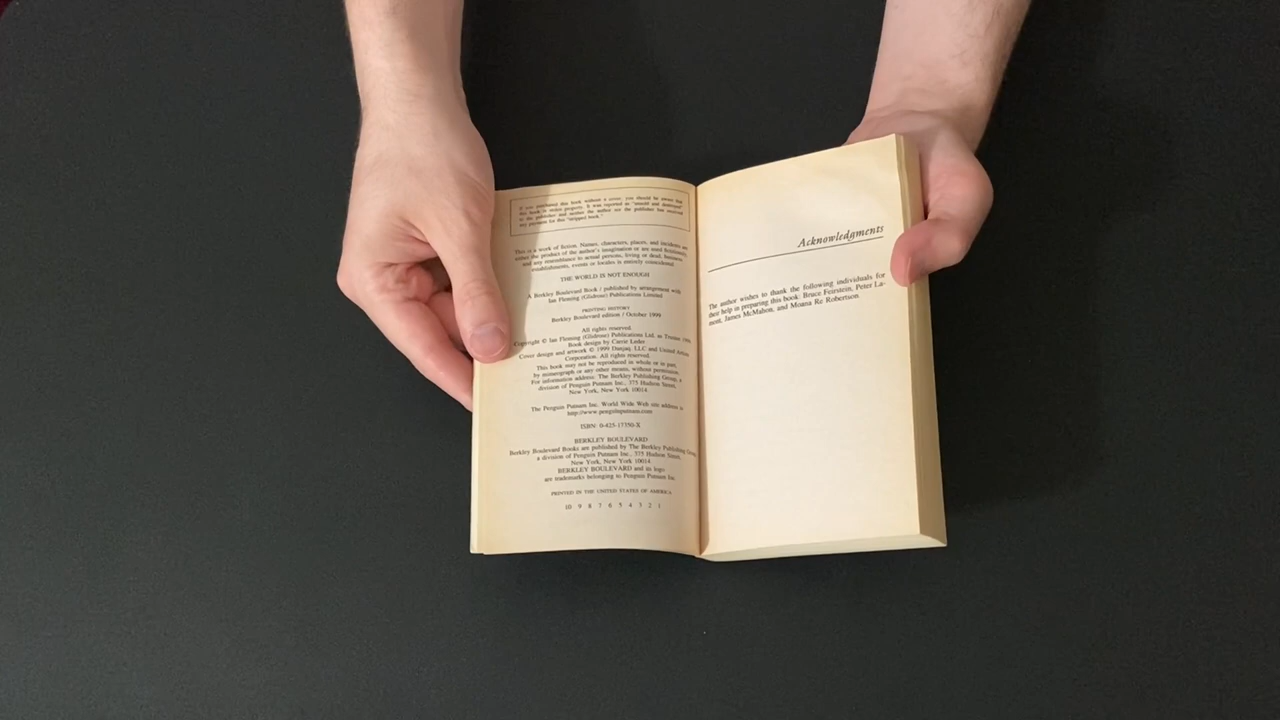 If you purchased this book without a cover, you should be aware that
this book is stolen property. It was reported as "unsold and destroyed"
to the publisher and neither the author nor the publisher has received
any payment for this "stripped book."
This is a work of fiction. Names, characters, places, and incidents are
either the product of the author's imagination or are used fictitiously,
and any resemblance to actual persons, living or dead, business
establishments, events or locales is entirely coincidental.
THE WORLD IS NOT ENOUGH
A Berkley Boulevard Book / published by arrangement with
Ian Fleming (Glidrose) Publications Limited
PRINTING HISTORY
Berkley Boulevard edition / October 1999
All rights reserved.
Copyright © Ian Fleming (Glidrose) Publications Ltd. as Trustee 1999
Book design by Carrie Leder
Cover design and artwork © 1999 Danjaq, LLC and United Artists
Corporation. All rights reserved.
This book may not be reproduced in whole or in part,
by mimeograph or any other means, without permission.
For information address: The Berkley Publishing Group, a
division of Penguin Putnam Inc., 375 Hudson Street,
New York, New York 10014.
The Penguin Putnam Inc. World Wide Web site address is
http://www.penguinputnam.com
ISBN: 0-425-17350-X
BERKLEY BOULEVARD
Berkley Boulevard Books are published by The Berkley Publishing Group,
a division of Penguin Putnam Inc., 375 Hudson Street,
New York, New York 10014.
BERKLEY BOULEVARD and its logo
are trademarks belonging to Penguin Putnam Inc.
PRINTED IN THE UNITED STATES OF AMERICA
10 9 8 7 6 5 4 3 2 1
Acknowledgments
The author wishes to thank the following individuals for
their help in preparing this book: Bruce Feirstein, Peter La-
mont, James McMahon, and Moana Re Robertson.